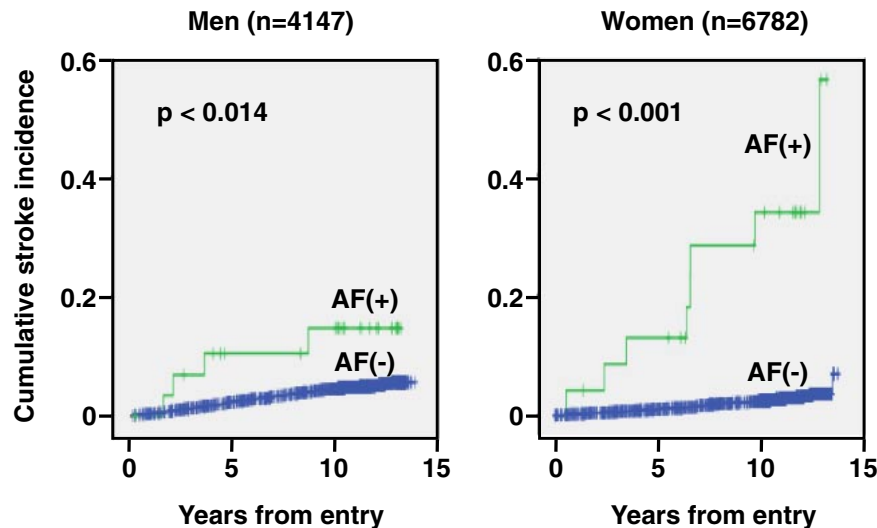 Men (n=4147)
Women (n=6782)
Cumulative stroke incidence
0.6
0.4
0.2
0
p < 0.014
AF(+)
AF(-)
0 5 10 15
Years from entry
0.6
0.4
0.2
0
p < 0.001
AF(+)
AF(-)
0 5 10 15
Years from entry